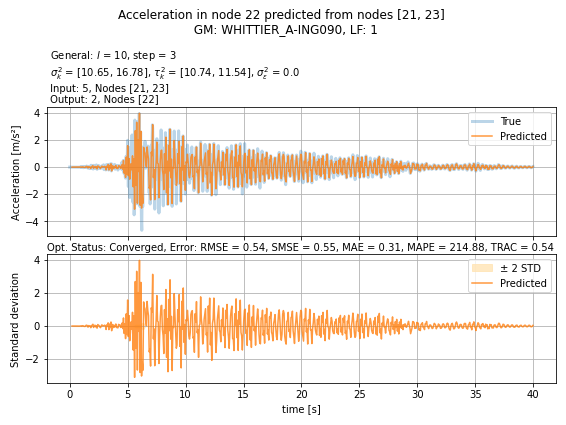 Acceleration in node 22 predicted from nodes [21, 23]
GM: WHITTIER_A-ING090, LF: 1
General: l = 10, step = 3
σ²ₖ = [10.65, 16.78], τ²ₖ = [10.74, 11.54], σ²ε = 0.0
Input: 5, Nodes [21, 23]
Output: 2, Nodes [22]
Acceleration [m/s²]
4
2
0
−2
−4
True
Predicted
Opt. Status: Converged, Error: RMSE = 0.54, SMSE = 0.55, MAE = 0.31, MAPE = 214.88, TRAC = 0.54
Standard deviation
4
2
0
−2
± 2 STD
Predicted
0 5 10 15 20 25 30 35 40
time [s]